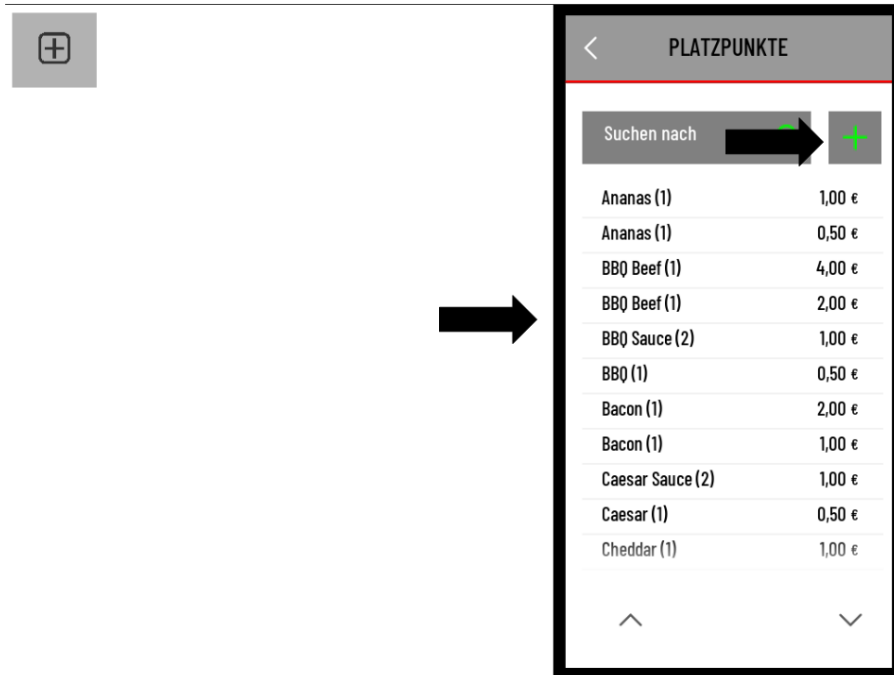 PLATZPUNKTE
Suchen nach
Ananas (1) 1,00 €
Ananas (1) 0,50 €
BBQ Beef (1) 4,00 €
BBQ Beef (1) 2,00 €
BBQ Sauce (2) 1,00 €
BBQ (1) 0,50 €
Bacon (1) 2,00 €
Bacon (1) 1,00 €
Caesar Sauce (2) 1,00 €
Caesar (1) 0,50 €
Cheddar (1) 1,00 €